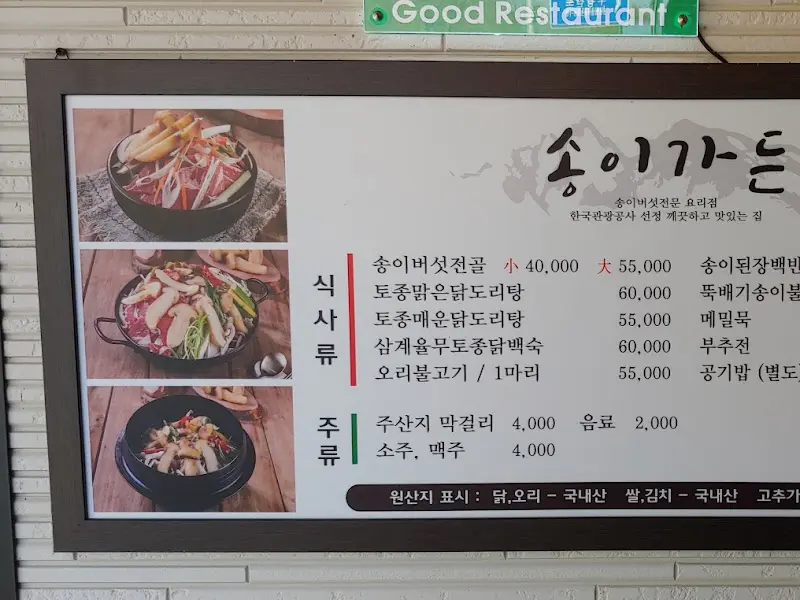 Good Restaurant
송이가든
송이버섯전문 요리점
한국관광공사 선정 깨끗하고 맛있는 집
식사류
송이버섯전골 小 40,000 大 55,000 송이된장백반
토종맑은닭도리탕 60,000 뚝배기송이불
토종매운닭도리탕 55,000 메밀묵
삼계율무토종닭백숙 60,000 부추전
오리불고기 / 1마리 55,000 공기밥 (별도)
주류
주산지 막걸리 4,000 음료 2,000
소주, 맥주 4,000
원산지 표시 : 닭,오리 - 국내산 쌀,김치 - 국내산 고추가